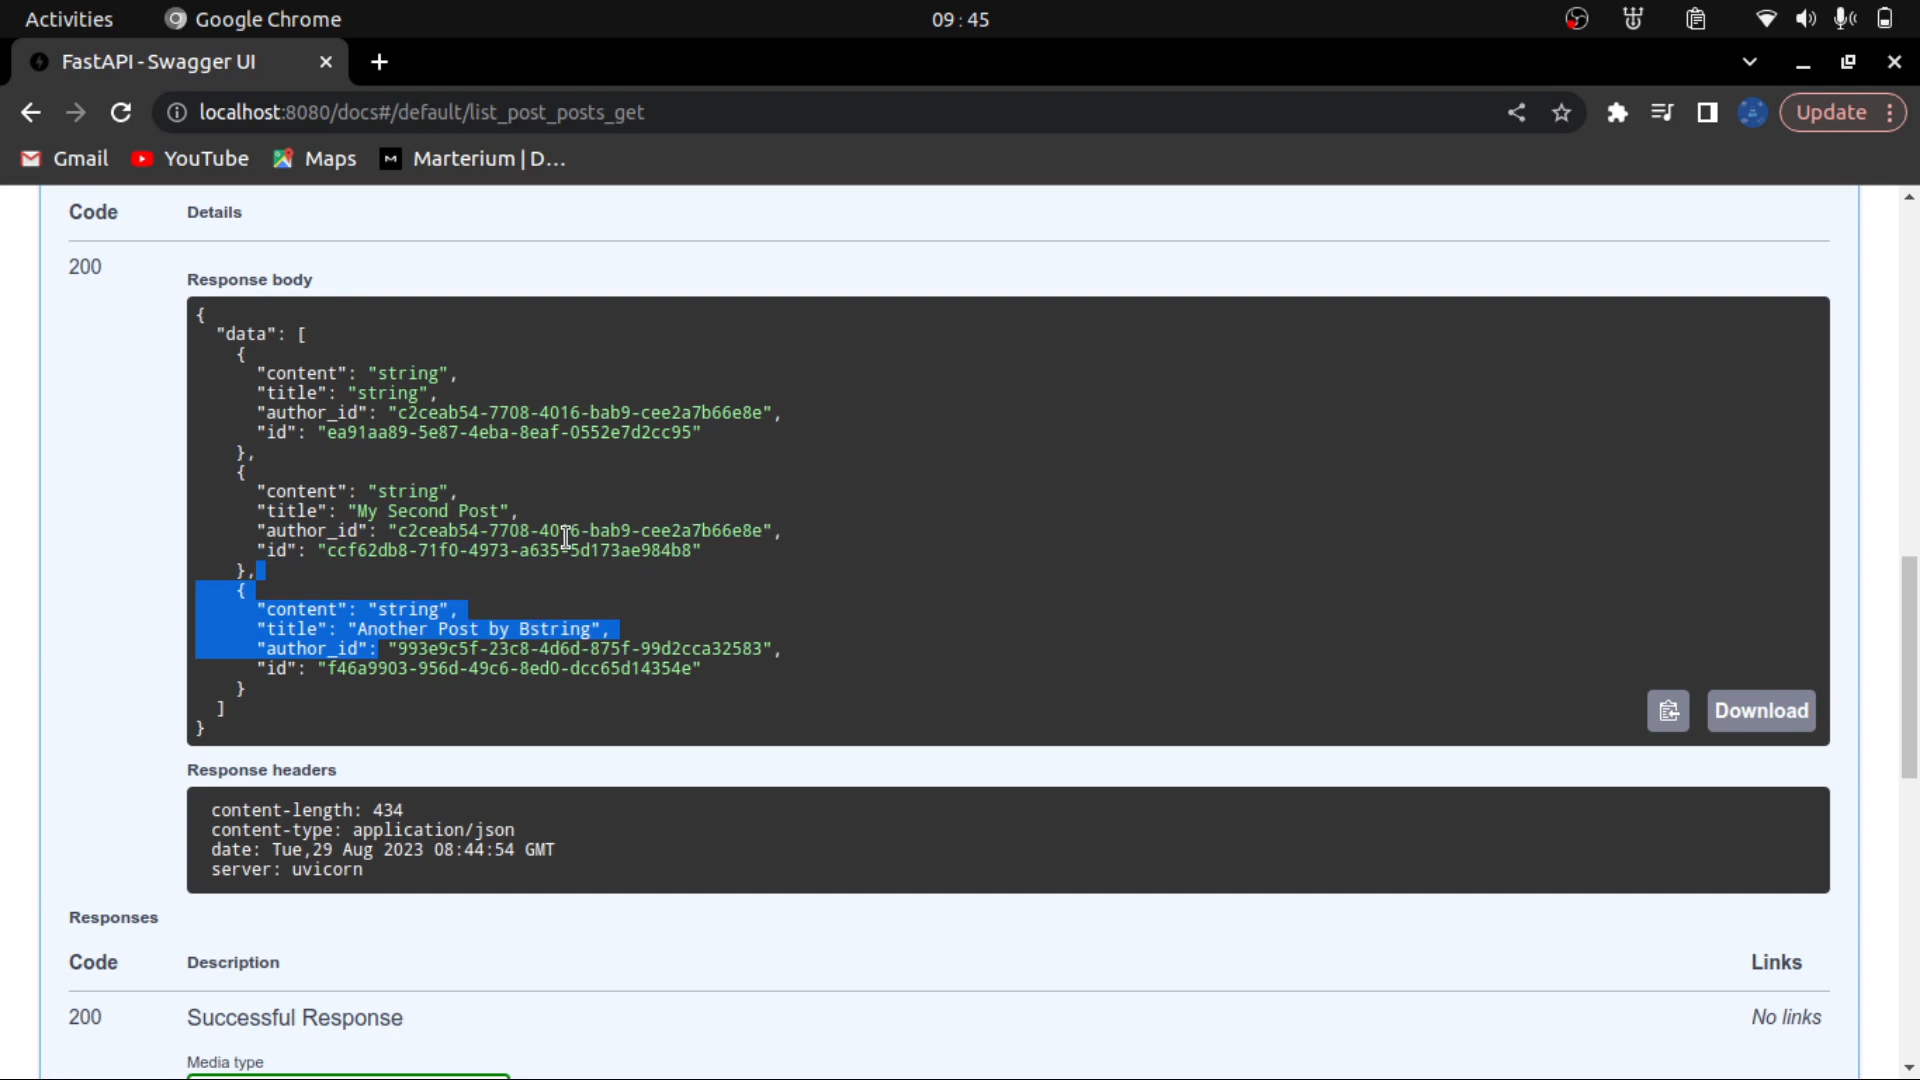 Activities
Google Chrome
09:45
FastAPI - Swagger UI
localhost:8080/docs#/default/list_post_posts_get
Update
Gmail
YouTube
Maps
Marterium | D...
Code Details
200
Response body
{
  "data": [
    {
      "content": "string",
      "title": "string",
      "author_id": "c2ceab54-7708-4016-bab9-cee2a7b66e8e",
      "id": "ea91aa89-5e87-4eba-8eaf-0552e7d2cc95"
    },
    {
      "content": "string",
      "title": "My Second Post",
      "author_id": "c2ceab54-7708-4016-bab9-cee2a7b66e8e",
      "id": "ccf62db8-71f0-4973-a635-5d173ae984b8"
    },
    {
      "content": "string",
      "title": "Another Post by Bstring",
      "author_id": "993e9c5f-23c8-4d6d-875f-99d2cca32583",
      "id": "f46a9903-956d-49c6-8ed0-dcc65d14354e"
    }
  ]
}
Download
Response headers
content-length: 434
content-type: application/json
date: Tue,29 Aug 2023 08:44:54 GMT
server: uvicorn
Responses
Code Description Links
200 Successful Response No links
Media type